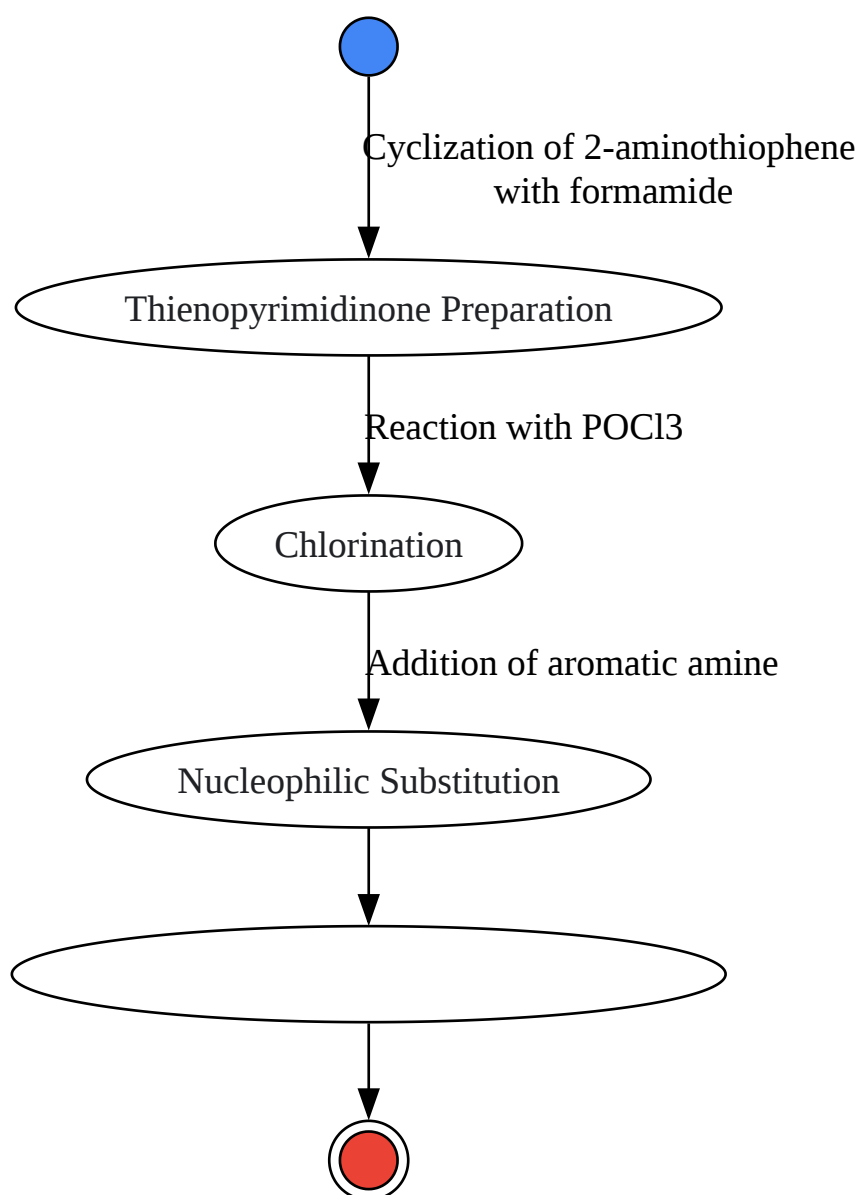 Cyclization of 2-aminothiophene
with formamide
Thienopyrimidinone Preparation
Reaction with POCl3
Chlorination
Addition of aromatic amine
Nucleophilic Substitution